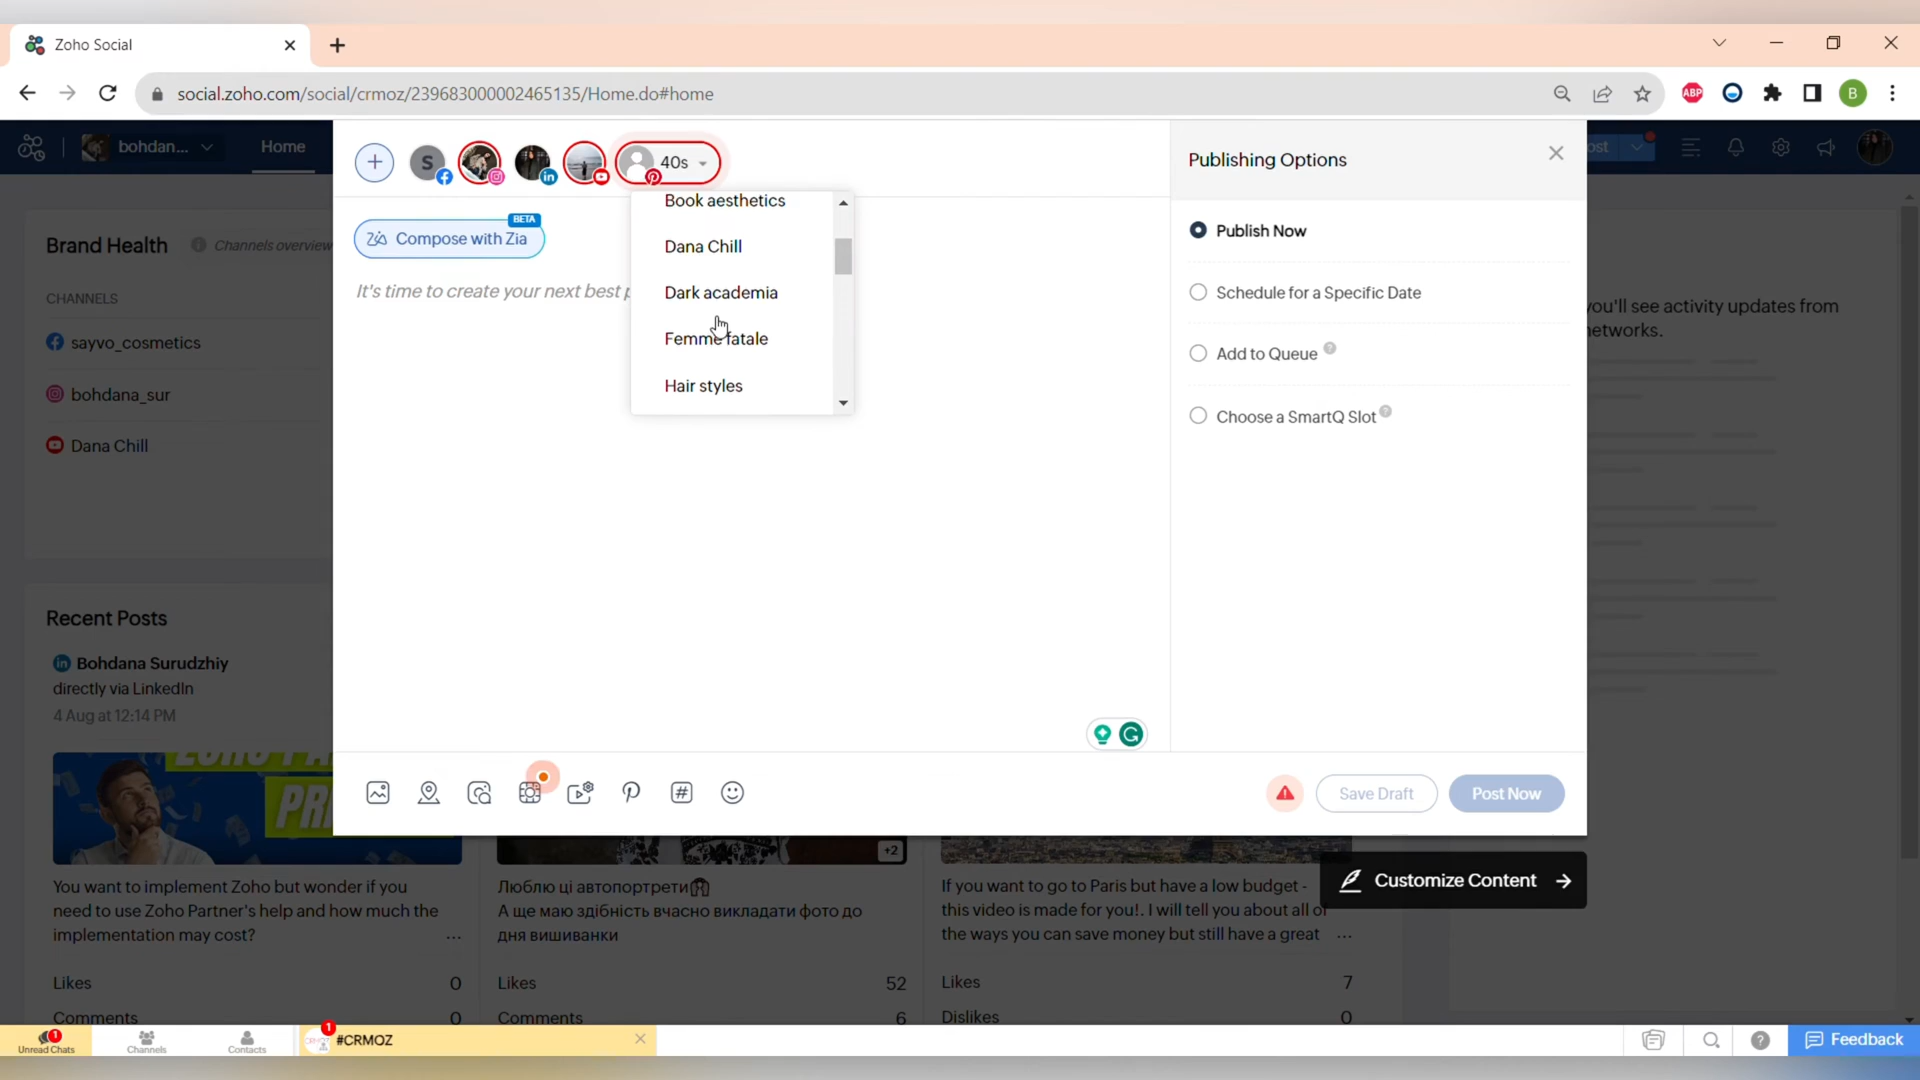 Zoho Social
social.zoho.com/social/crmoz/239683000002465135/Home.do#home
ABP
B
bohdan...
Home
S
40s
ost
Publishing Options
Book aesthetics
Dana Chill
Dark academia
Femme fatale
Hair styles
BETA
Compose with Zia
It's time to create your next best p
Publish Now
Schedule for a Specific Date
Add to Queue
Choose a SmartQ Slot
Brand Health
Channels overview
CHANNELS
sayvo_cosmetics
bohdana_sur
Dana Chill
you'll see activity updates from
networks.
Recent Posts
Bohdana Surudzhiy
directly via LinkedIn
4 Aug at 12:14 PM
Save Draft
Post Now
+2
Customize Content
You want to implement Zoho but wonder if you
need to use Zoho Partner's help and how much the
implementation may cost?
...
Likes 0
Comments 0
Люблю ці автопортрети
А ще маю здібність вчасно викладати фото до
дня вишиванки
Likes 52
Comments 6
If you want to go to Paris but have a low budget -
this video is made for you!. I will tell you about all of
the ways you can save money but still have a great ...
Likes 7
Dislikes 0
1
Unread Chats
Channels
Contacts
1
#CRMOZ
Feedback